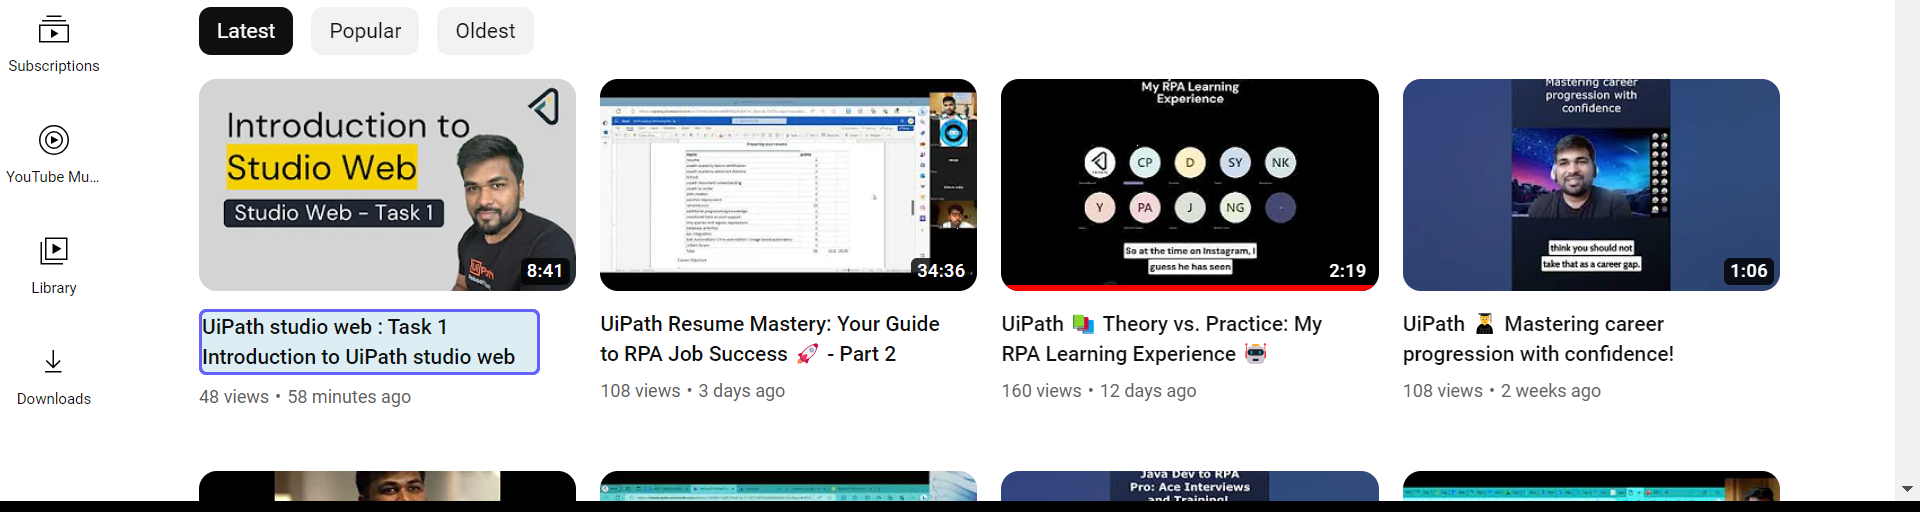 Latest
Popular
Oldest
Subscriptions
YouTube Mu...
Library
Downloads
Introduction to
Studio Web
Studio Web - Task 1
UiPath
8:41
UiPath studio web : Task 1
Introduction to UiPath studio web
48 views • 58 minutes ago
Preparing your resume
34:36
UiPath Resume Mastery: Your Guide
to RPA Job Success 🚀 - Part 2
108 views • 3 days ago
My RPA Learning
Experience
CP
D
SY
NK
Y
PA
J
NG
So at the time on Instagram, I
guess he has seen
2:19
UiPath 📚 Theory vs. Practice: My
RPA Learning Experience 🤖
160 views • 12 days ago
Mastering career
progression with
confidence
think you should not
take that as a career gap.
1:06
UiPath 👨‍🎓 Mastering career
progression with confidence!
108 views • 2 weeks ago
Java Dev to RPA
Pro: Ace Interviews
and Training!